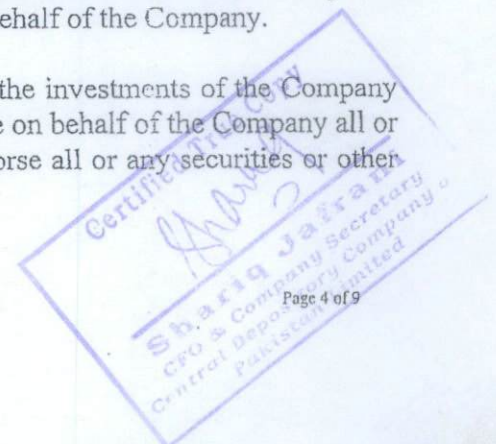 ehalf of the Company.
the investments of the Company
e on behalf of the Company all or
orse all or any securities or other
Certified True Copy
Shariq Jafrani
CFO & Company Secretary
Central Depository Company o
Pakistan Limited
Page 4 of 9